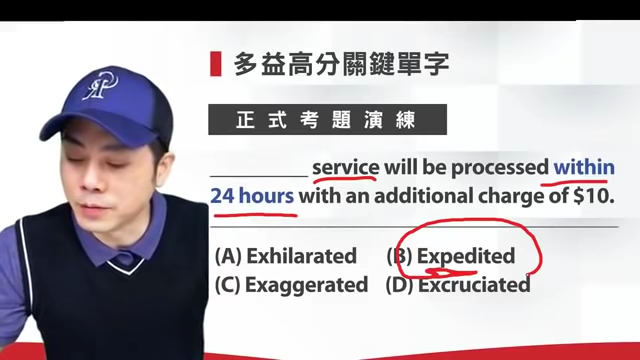 多益高分關鍵單字
正式考題演練
________ service will be processed within
24 hours with an additional charge of $10.
(A) Exhilarated (B) Expedited
(C) Exaggerated (D) Excruciated